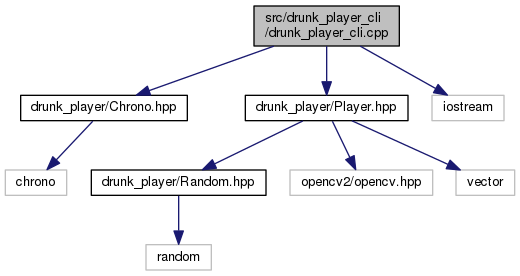 src/drunk_player_cli
/drunk_player_cli.cpp
drunk_player/Chrono.hpp
drunk_player/Player.hpp
iostream
chrono
drunk_player/Random.hpp
opencv2/opencv.hpp
vector
random